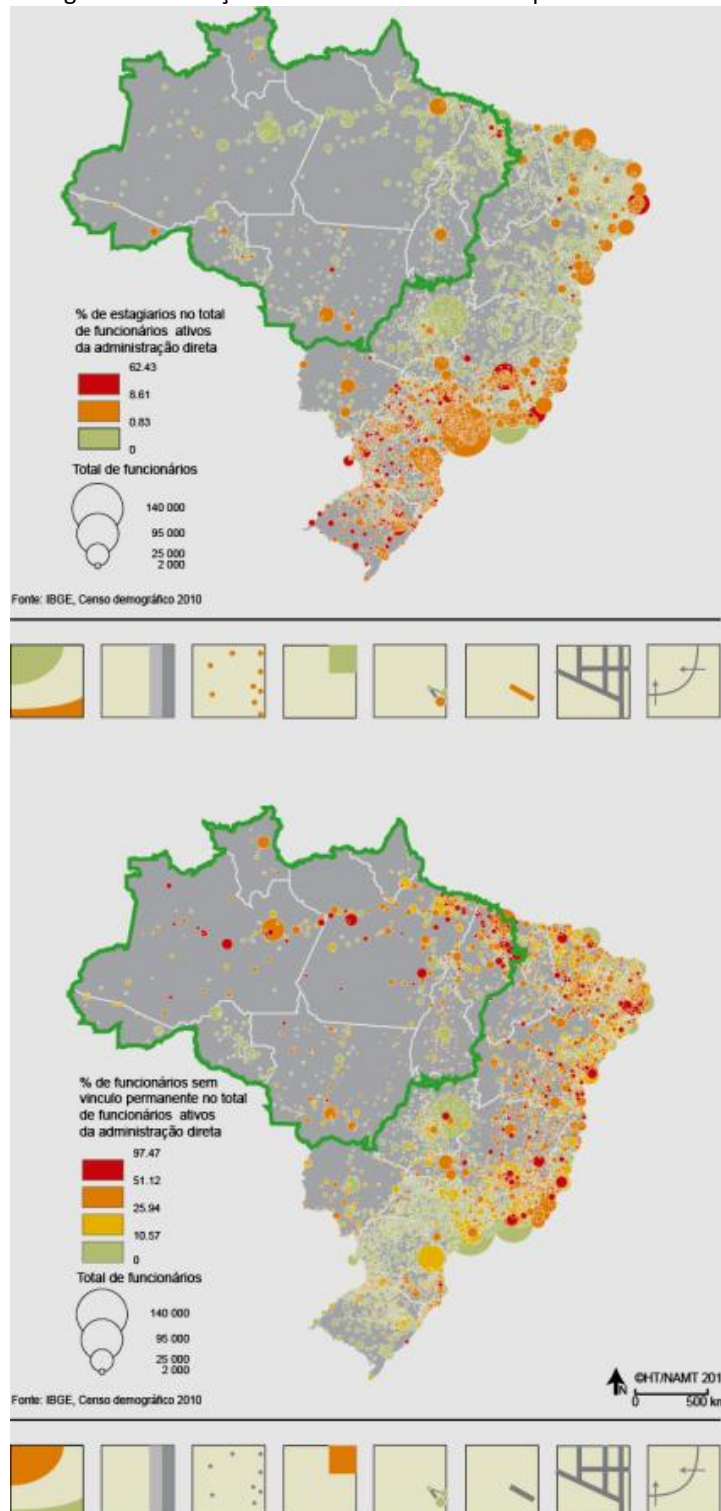 % de estagiarios no total
de funcionários ativos
da administração direta
62.43
8.61
0.83
0
Total de funcionários
140 000
95 000
25 000
2 000
Fonte: IBGE, Censo demográfico 2010
% de funcionários sem
vinculo permanente no total
de funcionários ativos
da administração direta
97.47
51.12
25.94
10.57
0
Total de funcionários
140 000
95 000
25 000
2 000
©HT/NAMT 201
N
0 500 km
Fonte: IBGE, Censo demográfico 2010